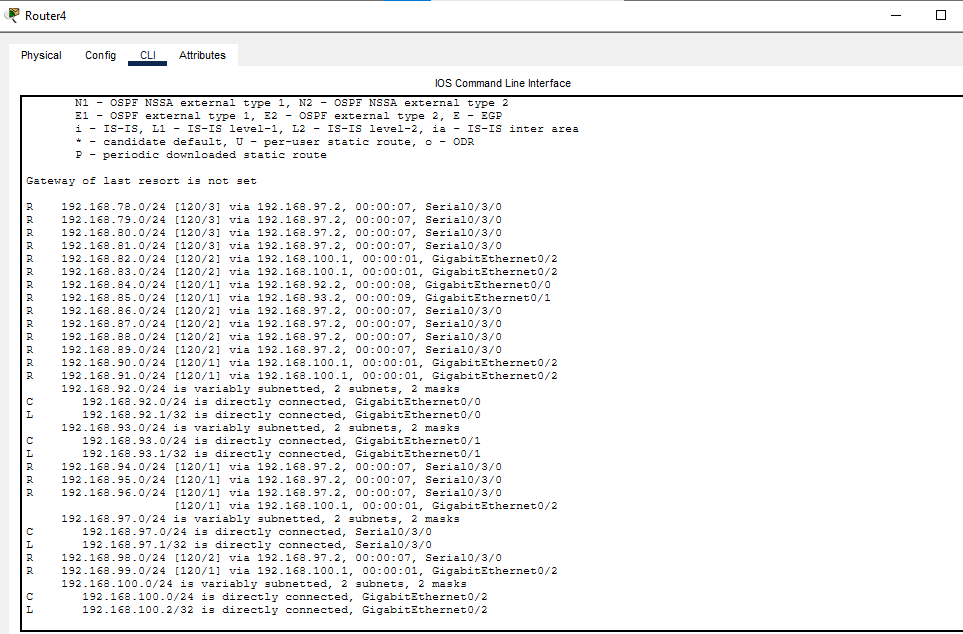 Router4
Physical Config CLI Attributes
IOS Command Line Interface
N1 - OSPF NSSA external type 1, N2 - OSPF NSSA external type 2
E1 - OSPF external type 1, E2 - OSPF external type 2, E - EGP
i - IS-IS, L1 - IS-IS level-1, L2 - IS-IS level-2, ia - IS-IS inter area
* - candidate default, U - per-user static route, o - ODR
P - periodic downloaded static route
Gateway of last resort is not set
R 192.168.78.0/24 [120/3] via 192.168.97.2, 00:00:07, Serial0/3/0
R 192.168.79.0/24 [120/3] via 192.168.97.2, 00:00:07, Serial0/3/0
R 192.168.80.0/24 [120/3] via 192.168.97.2, 00:00:07, Serial0/3/0
R 192.168.81.0/24 [120/3] via 192.168.97.2, 00:00:07, Serial0/3/0
R 192.168.82.0/24 [120/2] via 192.168.100.1, 00:00:01, GigabitEthernet0/2
R 192.168.83.0/24 [120/2] via 192.168.100.1, 00:00:01, GigabitEthernet0/2
R 192.168.84.0/24 [120/1] via 192.168.92.2, 00:00:08, GigabitEthernet0/0
R 192.168.85.0/24 [120/1] via 192.168.93.2, 00:00:09, GigabitEthernet0/1
R 192.168.86.0/24 [120/2] via 192.168.97.2, 00:00:07, Serial0/3/0
R 192.168.87.0/24 [120/2] via 192.168.97.2, 00:00:07, Serial0/3/0
R 192.168.88.0/24 [120/2] via 192.168.97.2, 00:00:07, Serial0/3/0
R 192.168.89.0/24 [120/2] via 192.168.97.2, 00:00:07, Serial0/3/0
R 192.168.90.0/24 [120/1] via 192.168.100.1, 00:00:01, GigabitEthernet0/2
R 192.168.91.0/24 [120/1] via 192.168.100.1, 00:00:01, GigabitEthernet0/2
192.168.92.0/24 is variably subnetted, 2 subnets, 2 masks
C 192.168.92.0/24 is directly connected, GigabitEthernet0/0
L 192.168.92.1/32 is directly connected, GigabitEthernet0/0
192.168.93.0/24 is variably subnetted, 2 subnets, 2 masks
C 192.168.93.0/24 is directly connected, GigabitEthernet0/1
L 192.168.93.1/32 is directly connected, GigabitEthernet0/1
R 192.168.94.0/24 [120/1] via 192.168.97.2, 00:00:07, Serial0/3/0
R 192.168.95.0/24 [120/1] via 192.168.97.2, 00:00:07, Serial0/3/0
R 192.168.96.0/24 [120/1] via 192.168.97.2, 00:00:07, Serial0/3/0
[120/1] via 192.168.100.1, 00:00:01, GigabitEthernet0/2
192.168.97.0/24 is variably subnetted, 2 subnets, 2 masks
C 192.168.97.0/24 is directly connected, Serial0/3/0
L 192.168.97.1/32 is directly connected, Serial0/3/0
R 192.168.98.0/24 [120/2] via 192.168.97.2, 00:00:07, Serial0/3/0
R 192.168.99.0/24 [120/1] via 192.168.100.1, 00:00:01, GigabitEthernet0/2
192.168.100.0/24 is variably subnetted, 2 subnets, 2 masks
C 192.168.100.0/24 is directly connected, GigabitEthernet0/2
L 192.168.100.2/32 is directly connected, GigabitEthernet0/2